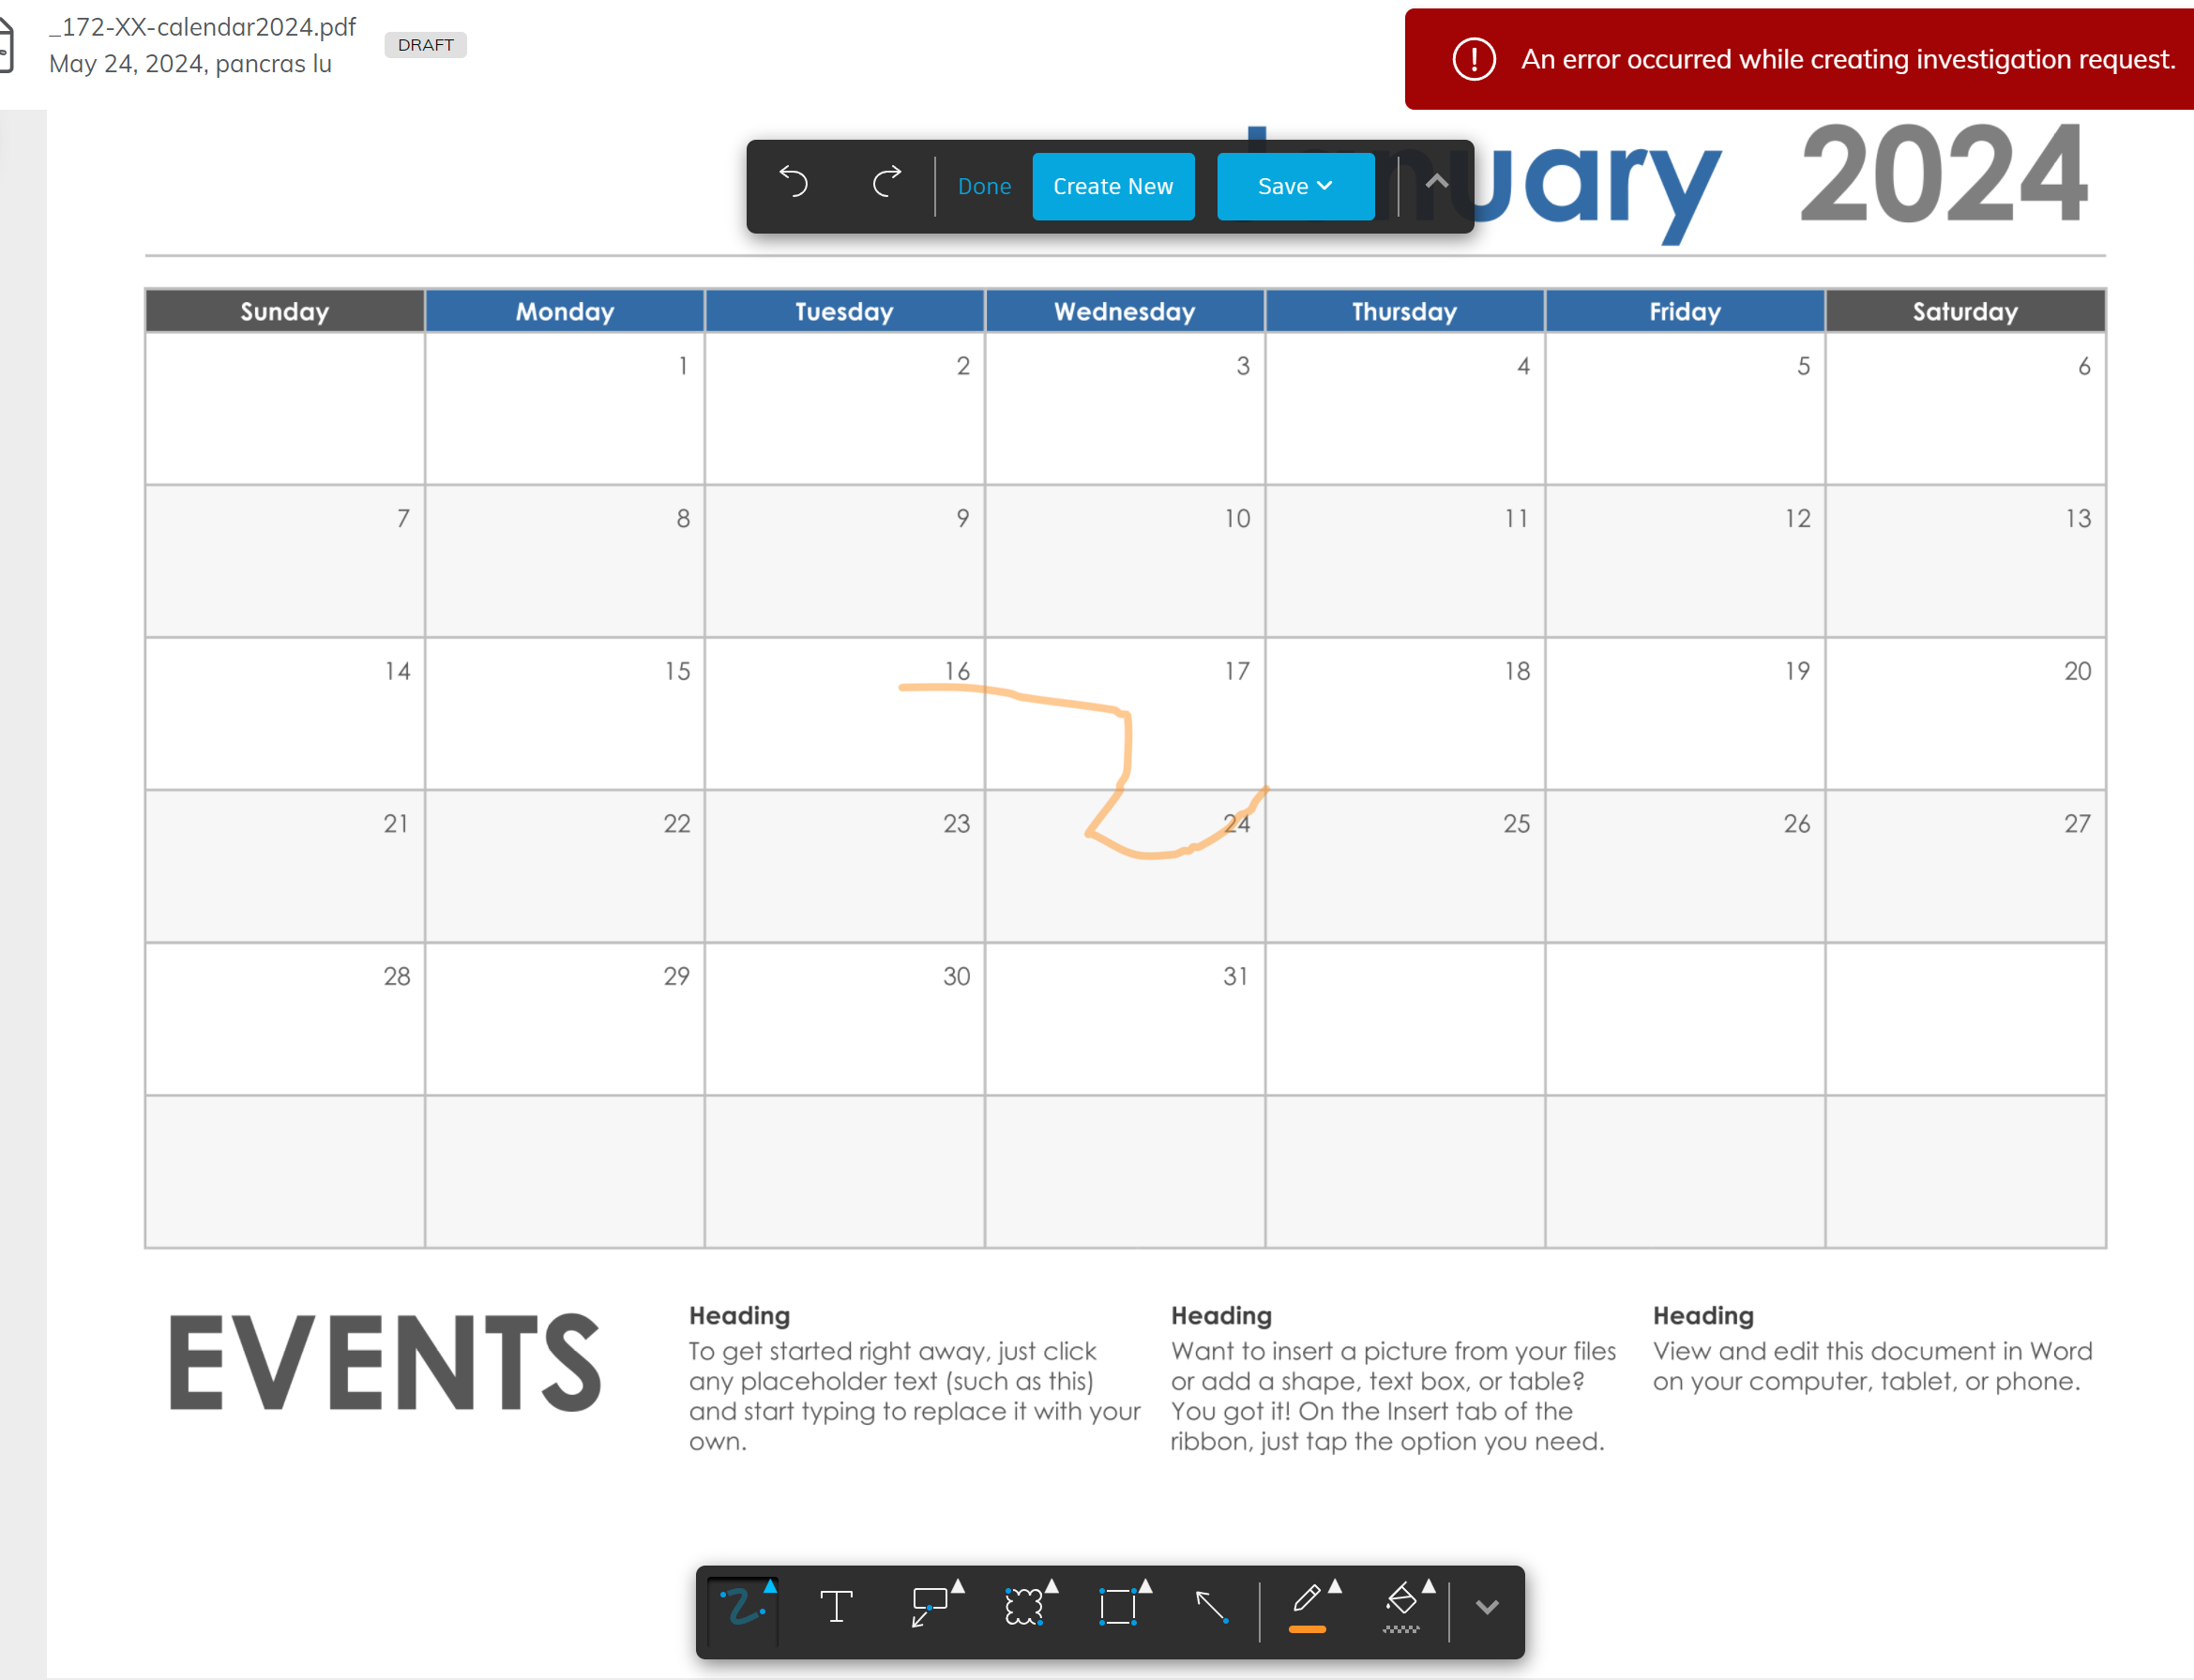 _172-XX-calendar2024.pdf
May 24, 2024, pancras lu
DRAFT
An error occurred while creating investigation request.
Done
Create New
Save
January 2024
Sunday Monday Tuesday Wednesday Thursday Friday Saturday
1 2 3 4 5 6
7 8 9 10 11 12 13
14 15 16 17 18 19 20
21 22 23 24 25 26 27
28 29 30 31
EVENTS
Heading
To get started right away, just click
any placeholder text (such as this)
and start typing to replace it with your
own.
Heading
Want to insert a picture from your files
or add a shape, text box, or table?
You got it! On the Insert tab of the
ribbon, just tap the option you need.
Heading
View and edit this document in Word
on your computer, tablet, or phone.
T